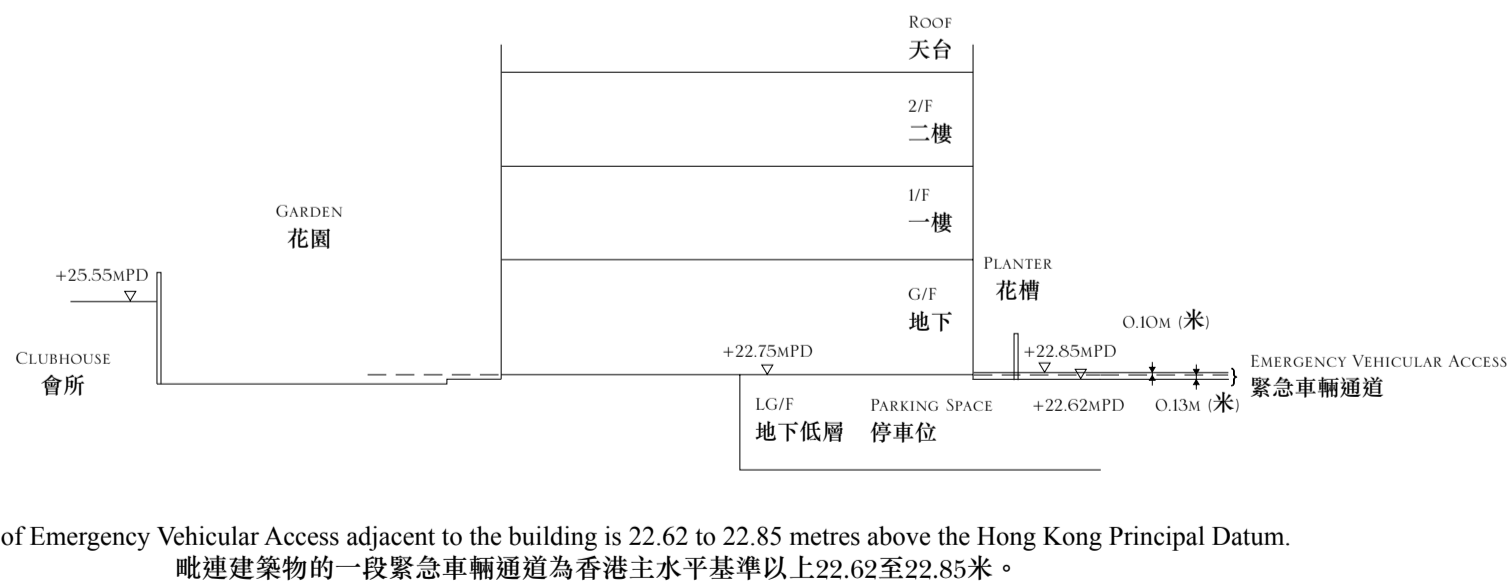 ROOF
天台
2/F
二樓
1/F
一樓
GARDEN
花園
PLANTER
花槽
+25.55MPD
G/F
地下
0.10M (米)
+22.75MPD
+22.85MPD
CLUBHOUSE
會所
EMERGENCY VEHICULAR ACCESS
緊急車輛通道
LG/F
地下低層
PARKING SPACE
停車位
+22.62MPD
0.13M (米)
of Emergency Vehicular Access adjacent to the building is 22.62 to 22.85 metres above the Hong Kong Principal Datum.
毗連建築物的一段緊急車輛通道為香港主水平基準以上22.62至22.85米。